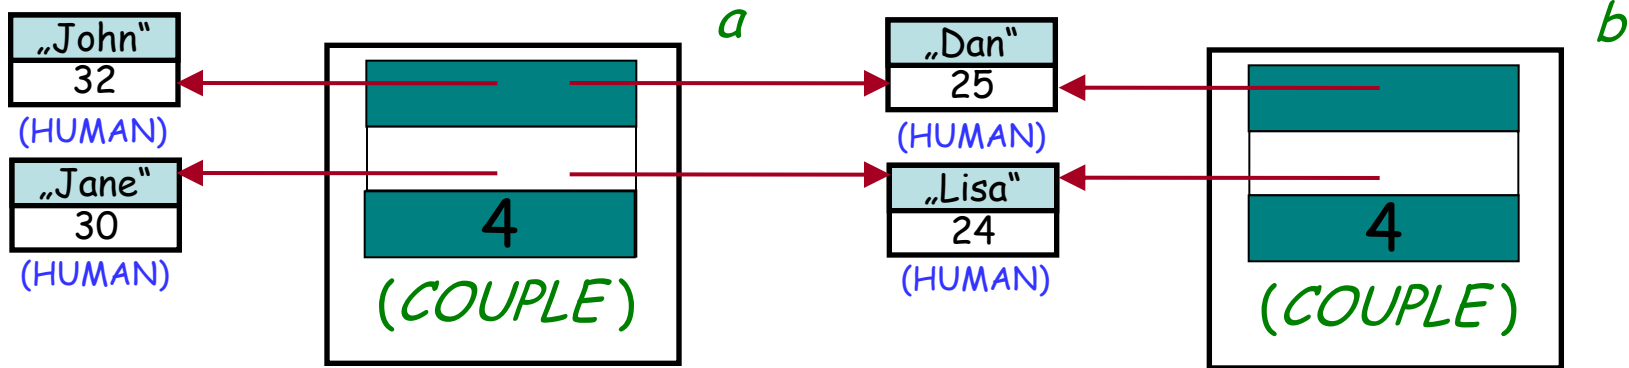 „John“
32
(HUMAN)
„Jane“
30
(HUMAN)
a
4
(COUPLE)
„Dan“
25
(HUMAN)
„Lisa“
24
(HUMAN)
b
4
(COUPLE)